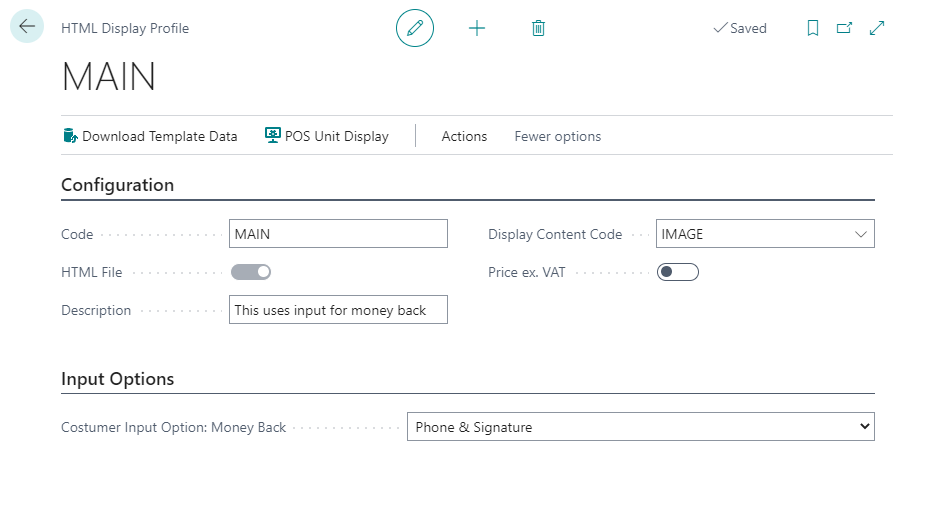 HTML Display Profile
Saved
MAIN
Download Template Data POS Unit Display Actions Fewer options
Configuration
Code MAIN
Display Content Code IMAGE
HTML File
Price ex. VAT
Description This uses input for money back
Input Options
Costumer Input Option: Money Back Phone & Signature